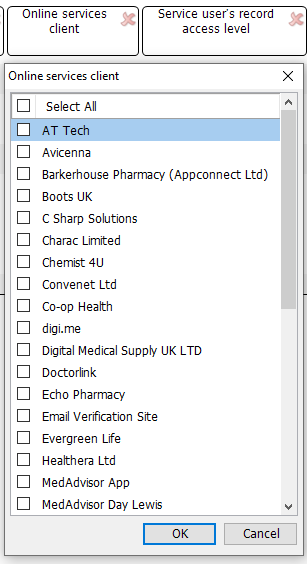 Online services
client
Service user's record
access level
Online services client
Select All
AT Tech
Avicenna
Barkerhouse Pharmacy (Appconnect Ltd)
Boots UK
C Sharp Solutions
Charac Limited
Chemist 4U
Convenet Ltd
Co-op Health
digi.me
Digital Medical Supply UK LTD
Doctorlink
Echo Pharmacy
Email Verification Site
Evergreen Life
Healthera Ltd
MedAdvisor App
MedAdvisor Day Lewis
OK
Cancel